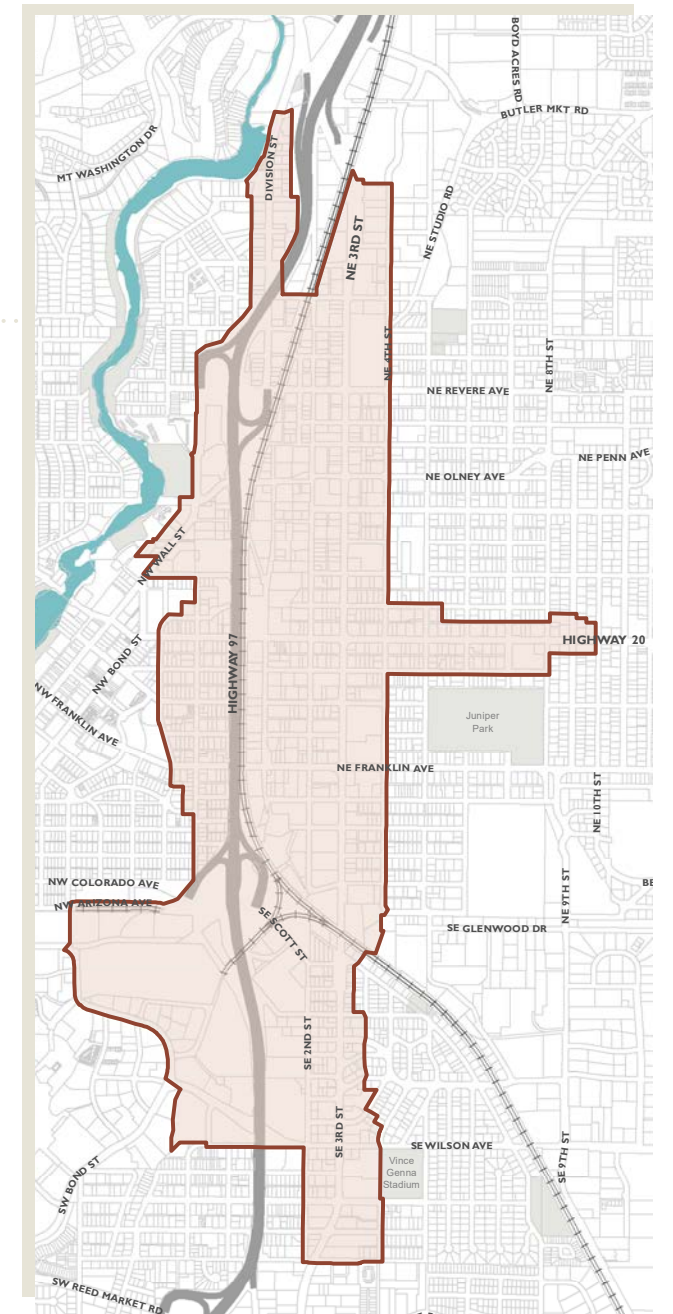 BOYD ACRES RD
BUTLER MKT RD
MT WASHINGTON DR
DIVISION ST
NE STUDIO RD
NE 3RD ST
NE 4TH ST
NE 8TH ST
NE REVERE AVE
NE PENN AVE
NE OLNEY AVE
NW WALL ST
HIGHWAY 20
NW BOND ST
HIGHWAY 97
NW FRANKLIN AVE
Juniper
Park
NE FRANKLIN AVE
NE 10TH ST
NW COLORADO AVE
BE
NE 9TH ST
NW ARIZONA AVE
SE SCOTT ST
SE GLENWOOD DR
SE 2ND ST
SE 3RD ST
SE WILSON AVE
SE 9TH ST
Vince
Genna
Stadium
SW BOND ST
SW REED MARKET RD